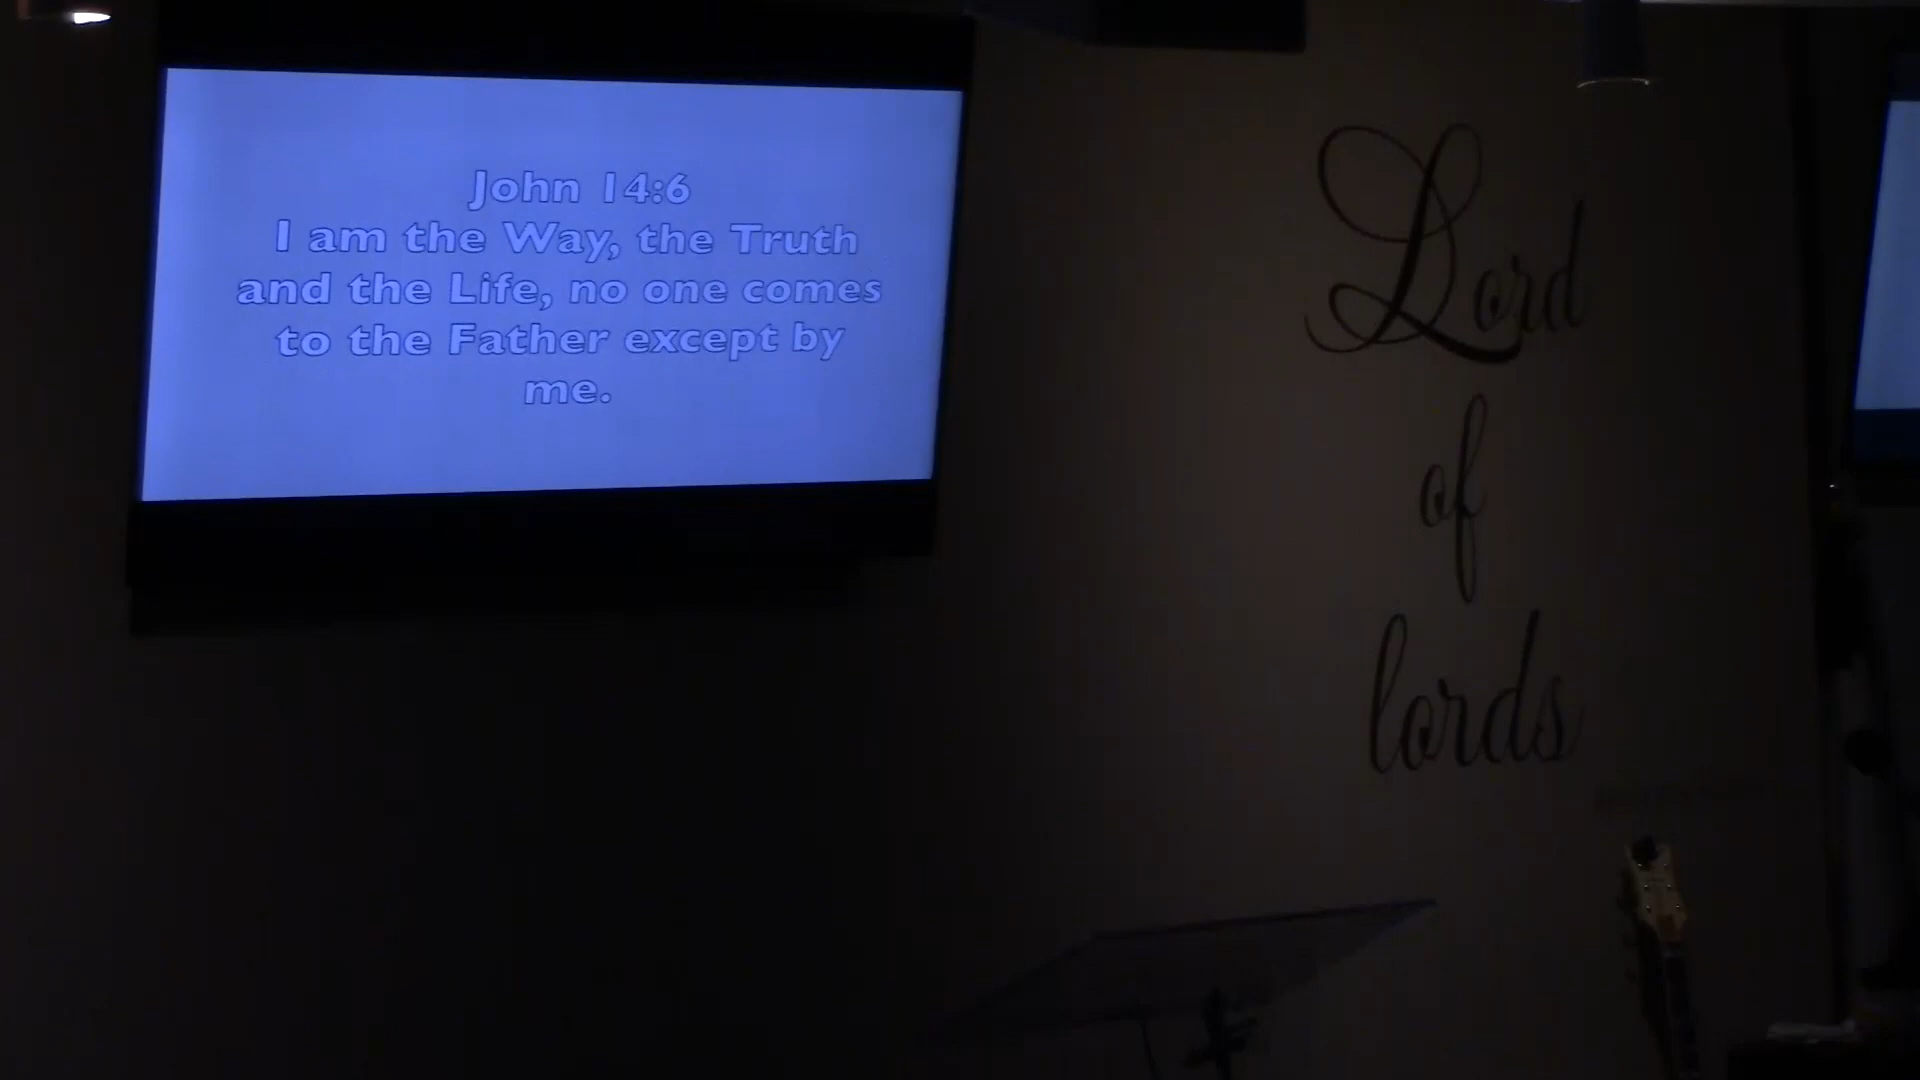 John 14:6
I am the Way, the Truth
and the Life, no one comes
to the Father except by
me.
Lord
of
lords